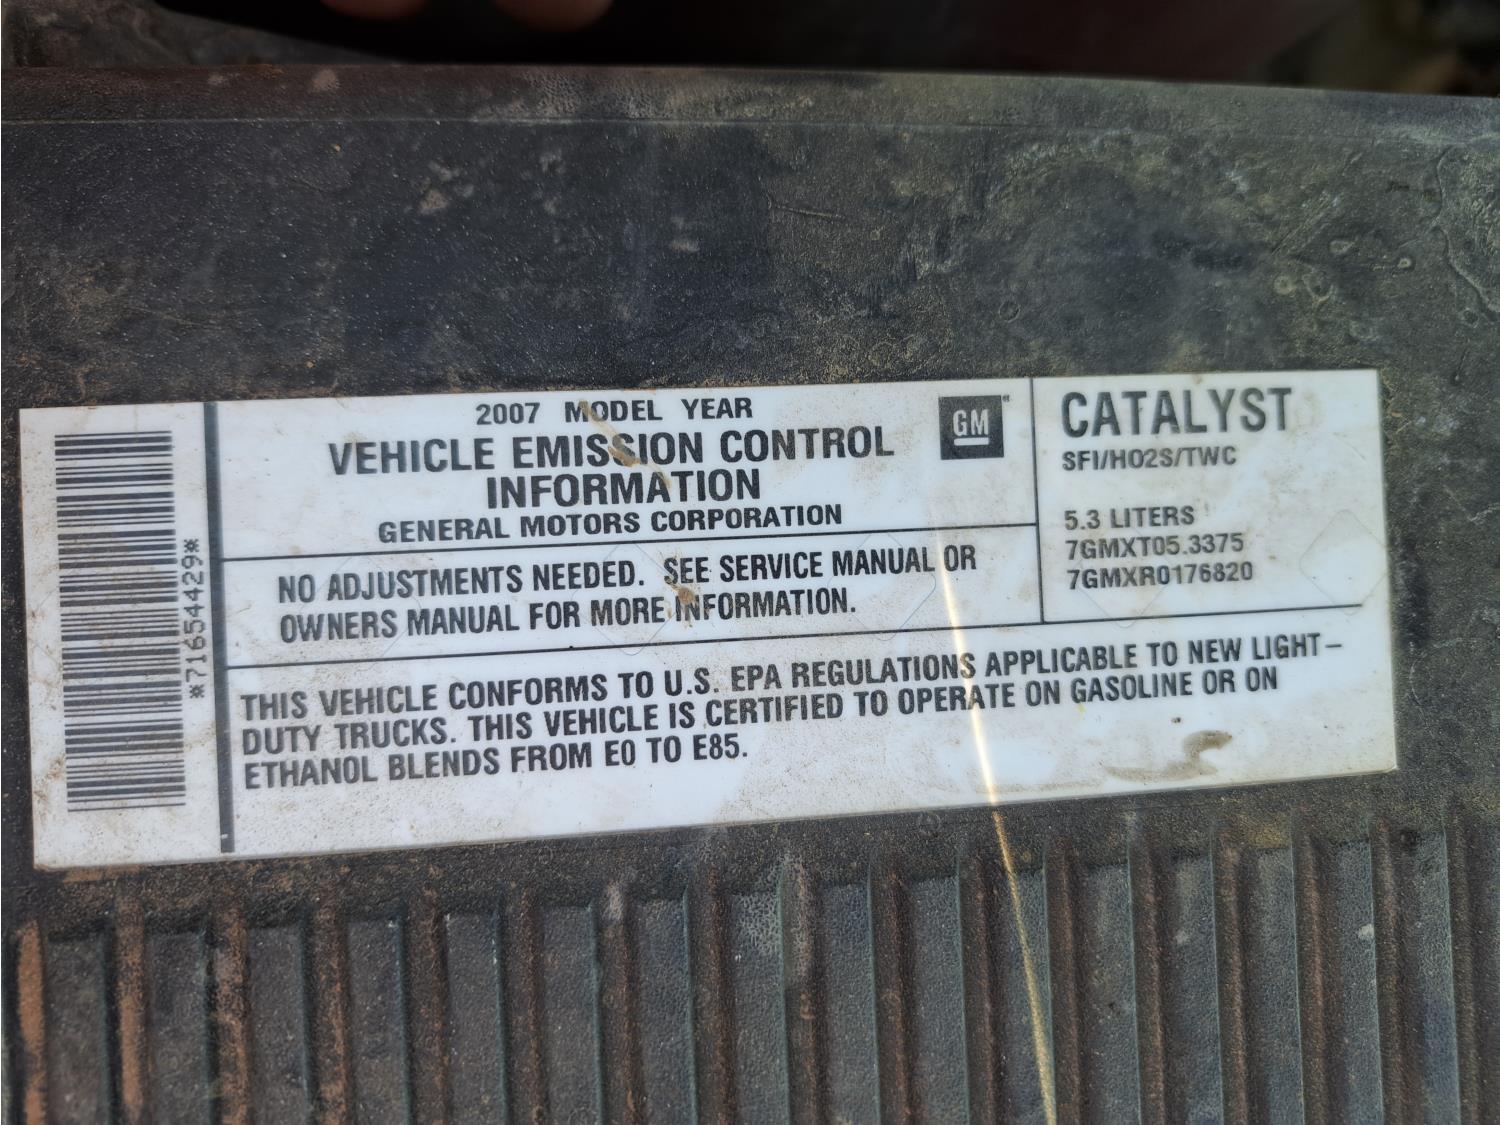 2007 MODEL YEAR
VEHICLE EMISSION CONTROL
INFORMATION
GENERAL MOTORS CORPORATION
GM
NO ADJUSTMENTS NEEDED. SEE SERVICE MANUAL OR
OWNERS MANUAL FOR MORE INFORMATION.
CATALYST
SFI/HO2S/TWC
5.3 LITERS
7GMXT05.3375
7GMXR0176820
THIS VEHICLE CONFORMS TO U.S. EPA REGULATIONS APPLICABLE TO NEW LIGHT-
DUTY TRUCKS. THIS VEHICLE IS CERTIFIED TO OPERATE ON GASOLINE OR ON
ETHANOL BLENDS FROM E0 TO E85.
*716544429*